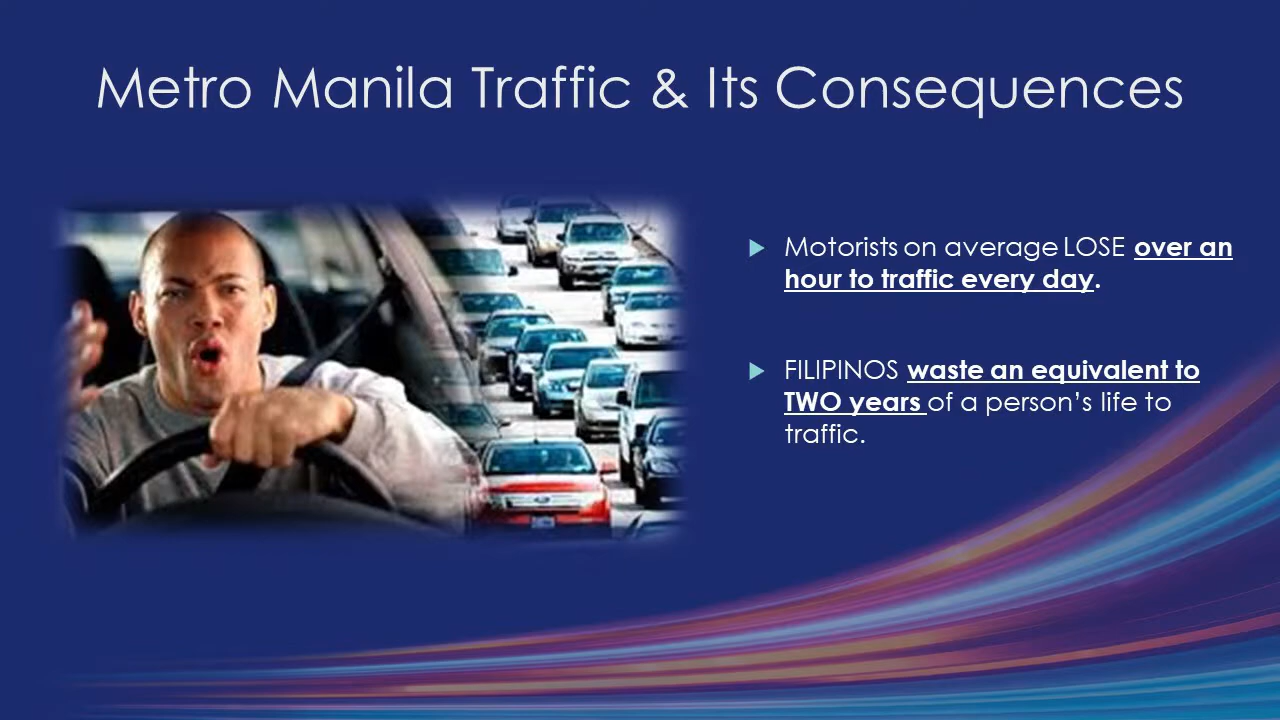 Metro Manila Traffic & Its Consequences
Motorists on average LOSE over an
hour to traffic every day.
FILIPINOS waste an equivalent to
TWO years of a person’s life to
traffic.